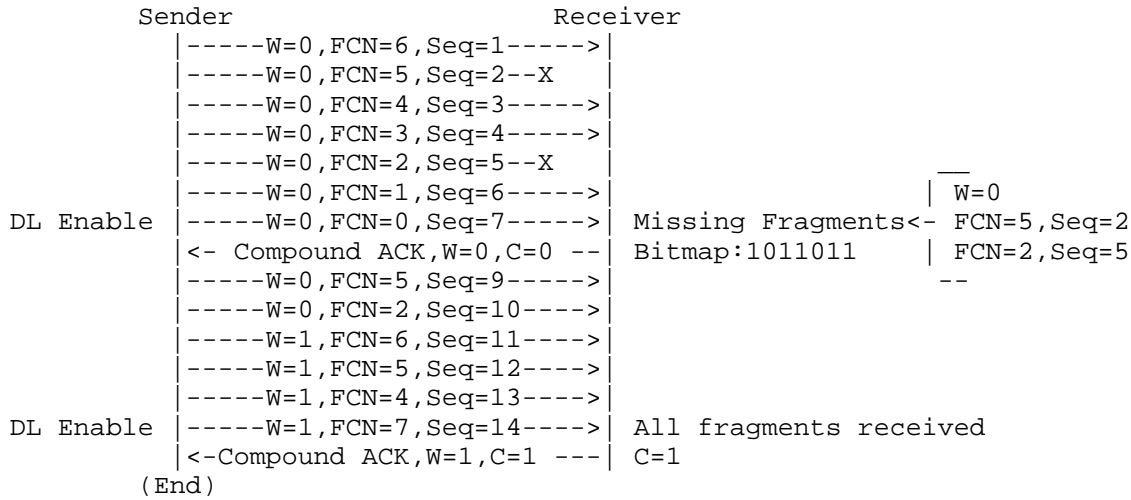 Sender                     Receiver
          |-----W=0,FCN=6,Seq=1----->|
          |-----W=0,FCN=5,Seq=2--X   |
          |-----W=0,FCN=4,Seq=3----->|
          |-----W=0,FCN=3,Seq=4----->|
          |-----W=0,FCN=2,Seq=5--X   |                    __
          |-----W=0,FCN=1,Seq=6----->|                   | W=0
DL Enable |-----W=0,FCN=0,Seq=7----->| Missing Fragments<- FCN=5,Seq=2
          |<- Compound ACK,W=0,C=0 --| Bitmap:1011011    | FCN=2,Seq=5
          |-----W=0,FCN=5,Seq=9----->|                    --
          |-----W=0,FCN=2,Seq=10---->|
          |-----W=1,FCN=6,Seq=11---->|
          |-----W=1,FCN=5,Seq=12---->|
          |-----W=1,FCN=4,Seq=13---->|
DL Enable |-----W=1,FCN=7,Seq=14---->| All fragments received
          |<-Compound ACK,W=1,C=1 ---| C=1
        (End)